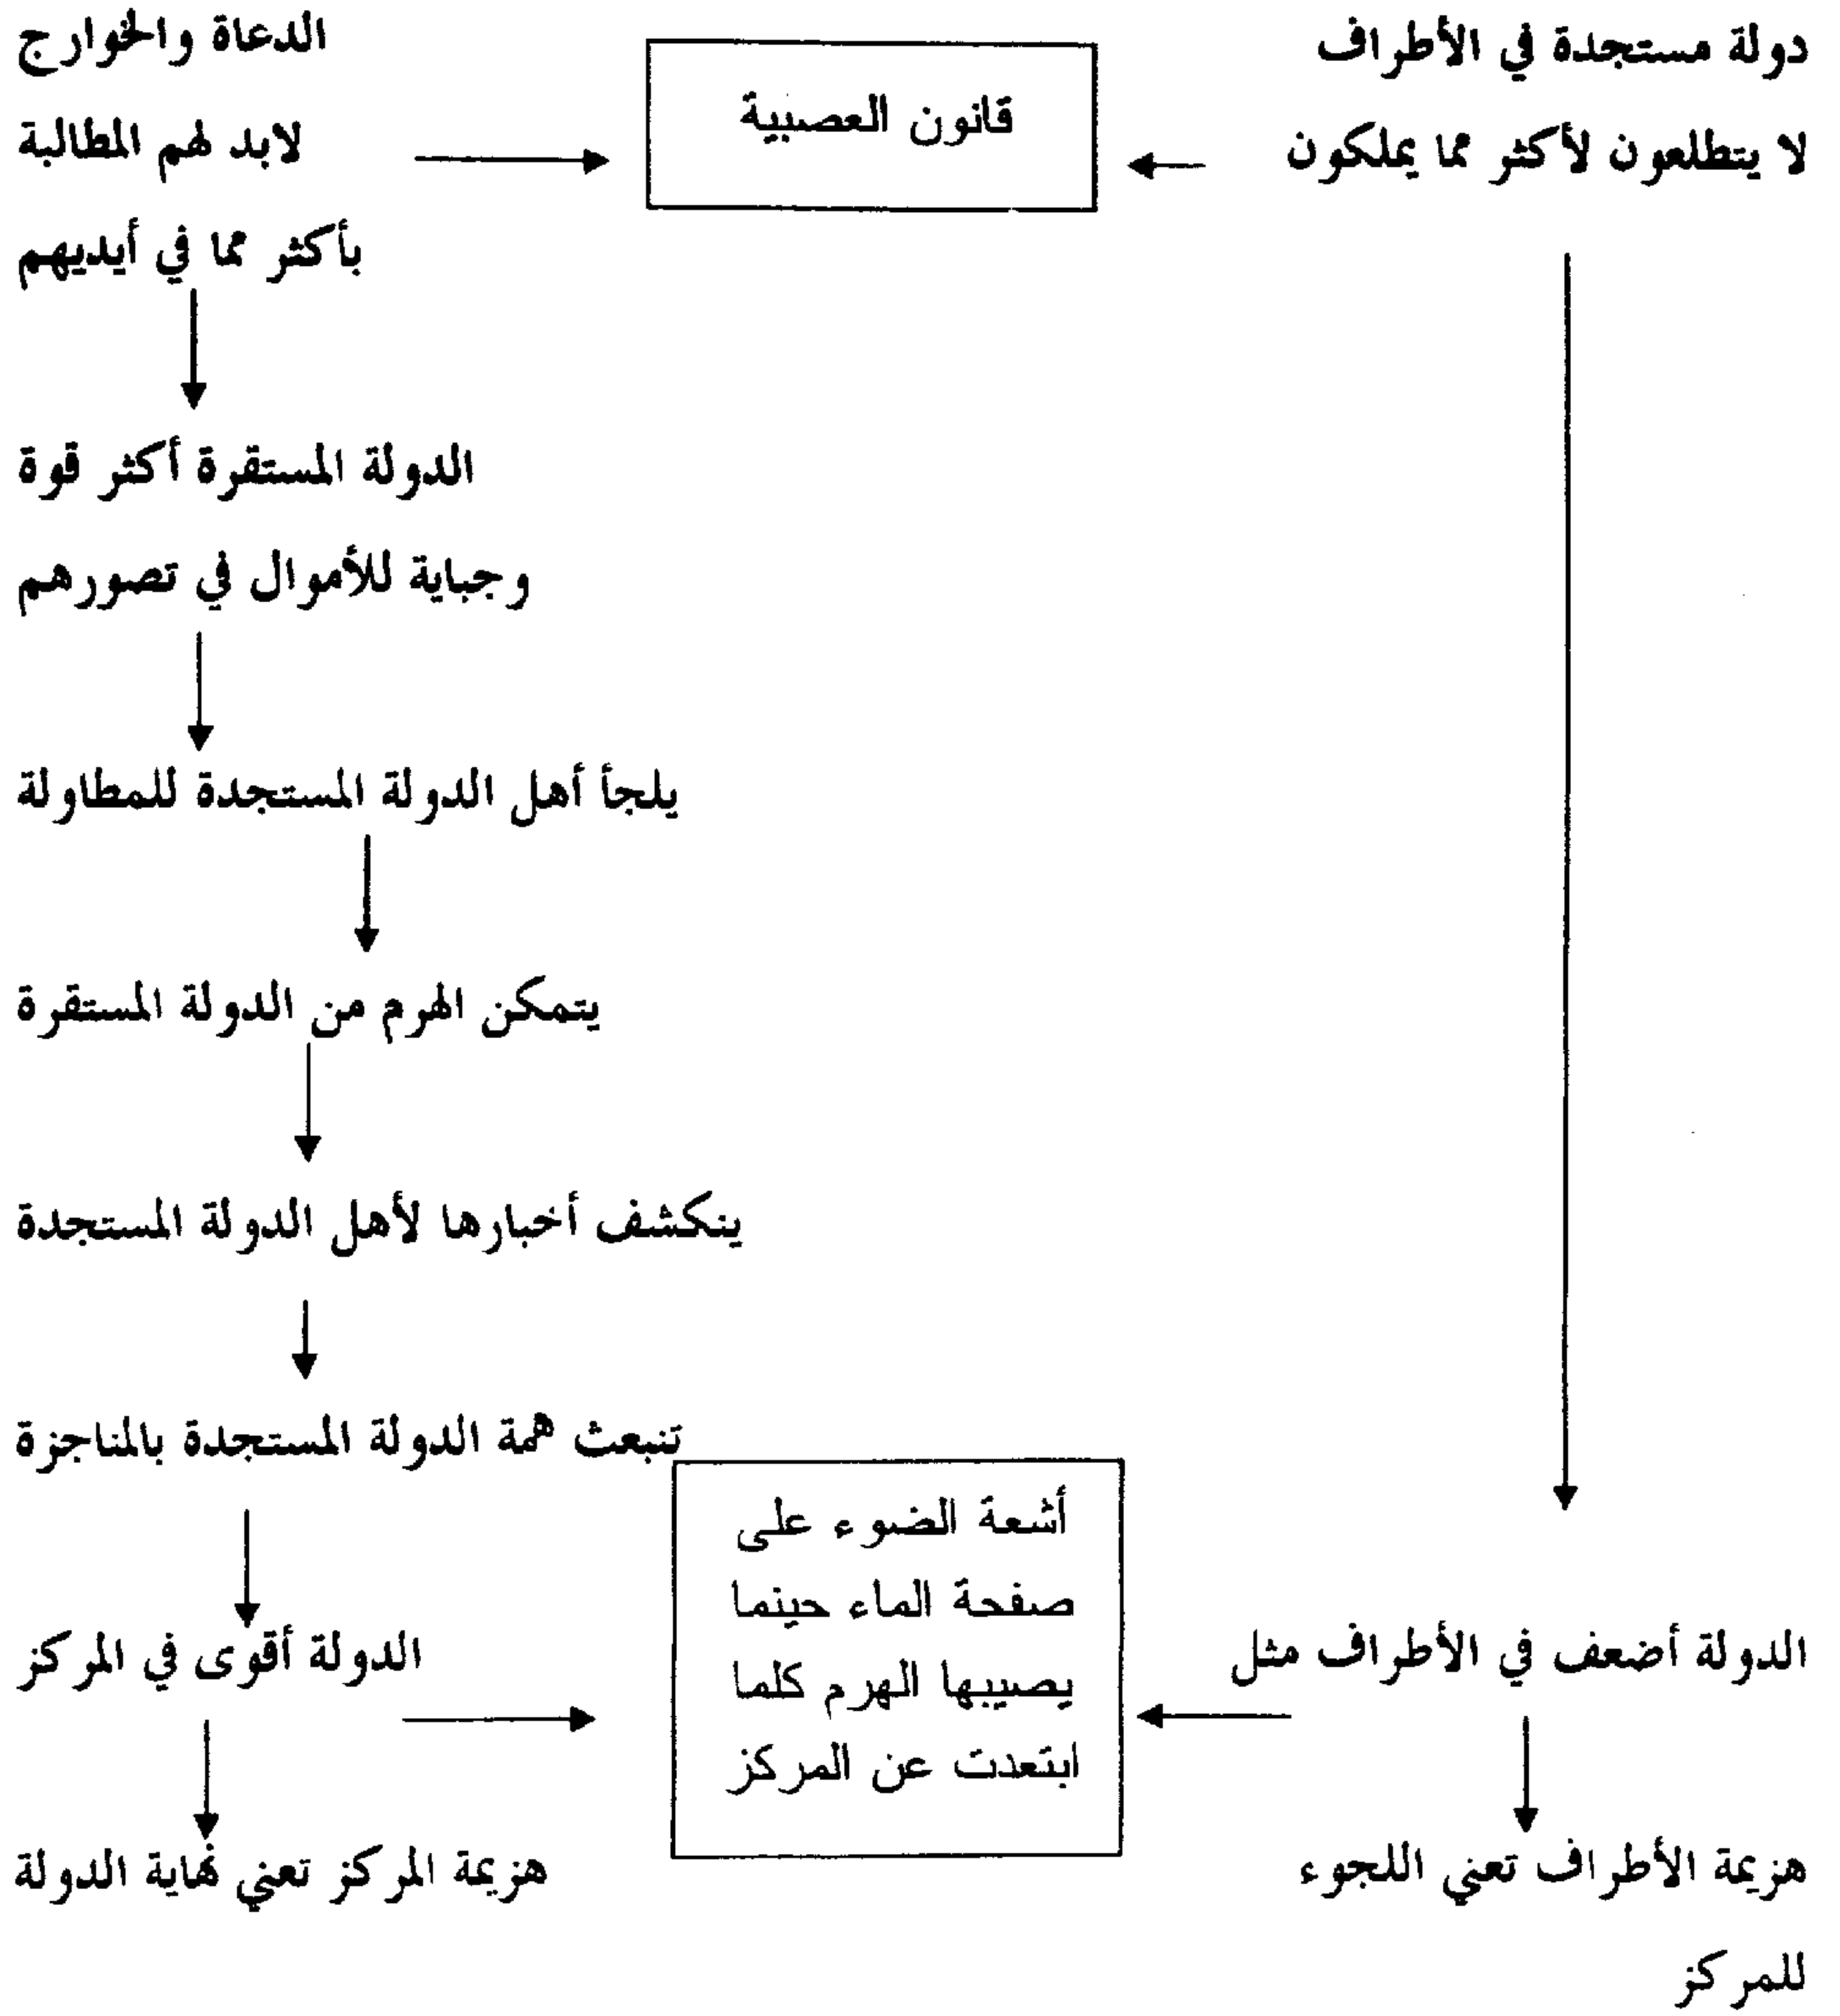 دولة مستجدة في الأطراف
لا يتطلعون لأكثر مما يملكون
قانون العصبية
الدعاة والخوارج
لابد لهم المطالبة
بأكثر مما في أيديهم
الدولة المستقرة أكثر قوة
وجباية للأموال في تصورهم
يلجأ أهل الدولة المستجدة للمطاولة
يتمكن الهرم من الدولة المستقرة
ينكشف أخبارها لأهل الدولة المستجدة
تنبعث همة الدولة المستجدة بالمناجزة
الدولة أضعف في الأطراف مثل
أشعة الضوء على
صفحة الماء حينما
يصيبها الهرم كلما
ابتعدت عن المركز
الدولة أقوى في المركز
هزيمة الأطراف تعني اللجوء
للمركز
هزيمة المركز تعني نهاية الدولة